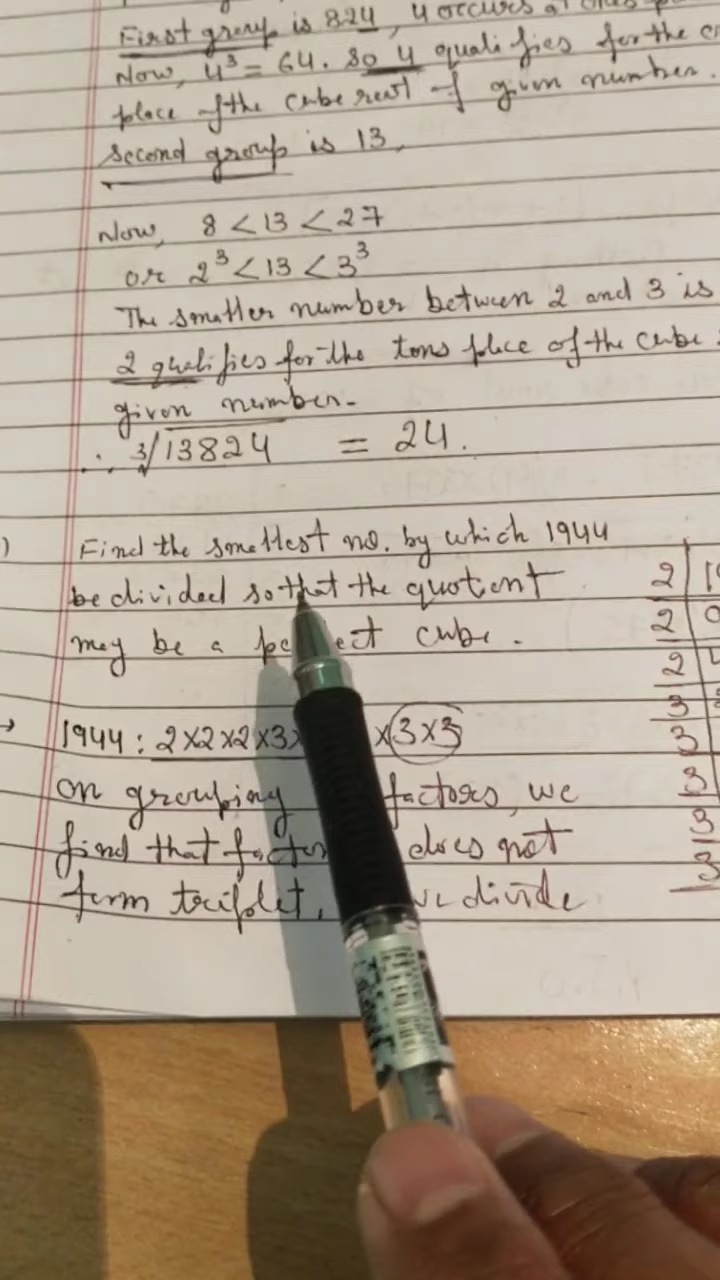 First group is 824, 4 occurs at
Now, 4³ = 64. So 4 qualifies for the
place of the cube root of given number.
second group is 13,
Now, 8 < 13 < 27
or 2³ < 13 < 3³
The smaller number between 2 and 3 is
2 qualifies for the tens place of the cube
given number.
∴ ³√13824 = 24.
) Find the smallest no. by which 1944
be divided so that the quotient
may be a pe ect cube.
→ 1944 : 2×2×2×3× ×3×3
on grouping factors, we
find that factor does not
form triplet, divide
2
2
2
3
3
3
3
3